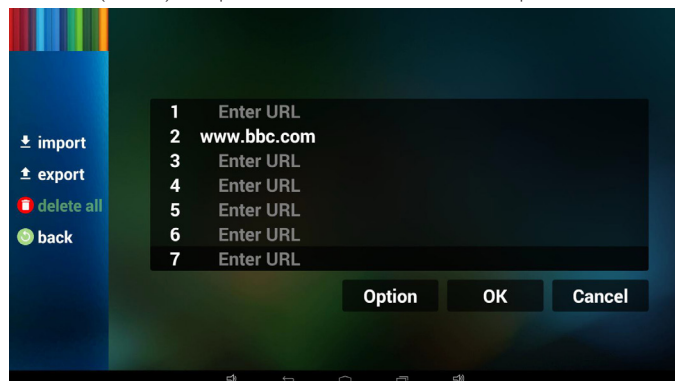 import
export
delete all
back
1 Enter URL
2 www.bbc.com
3 Enter URL
4 Enter URL
5 Enter URL
6 Enter URL
7 Enter URL
Option OK Cancel